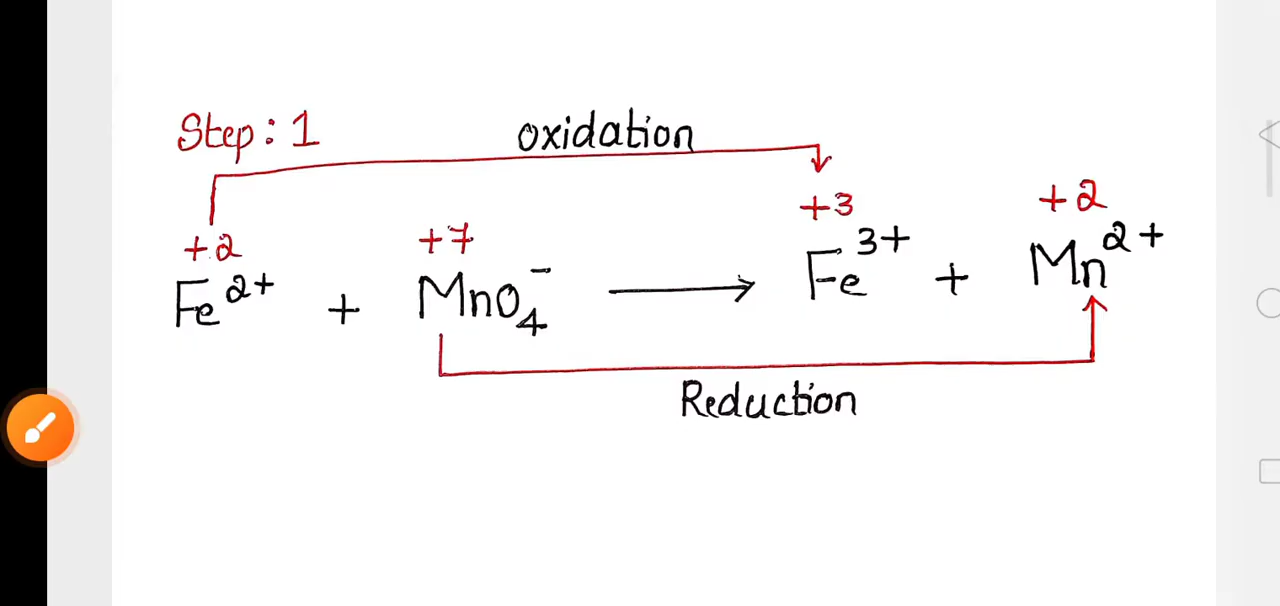 Step: 1
oxidation
+2 +7 +3 +2
Fe²⁺ + MnO₄⁻ ⟶ Fe³⁺ + Mn²⁺
Reduction